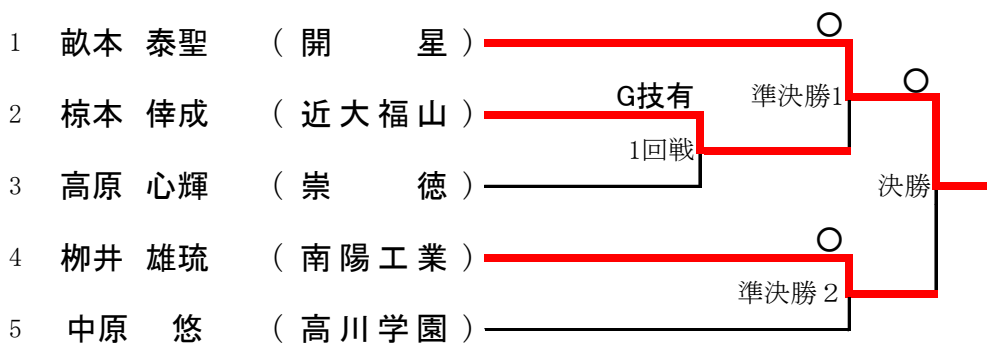 ○
1 畝本 泰聖 ( 開 星 )
○
G技有 準決勝1
2 椋本 倖成 ( 近大福山 )
1回戦
3 高原 心輝 ( 崇 徳 )
決勝
○
4 栁井 雄琉 ( 南陽工業 )
準決勝2
5 中原 悠 ( 高川学園 )